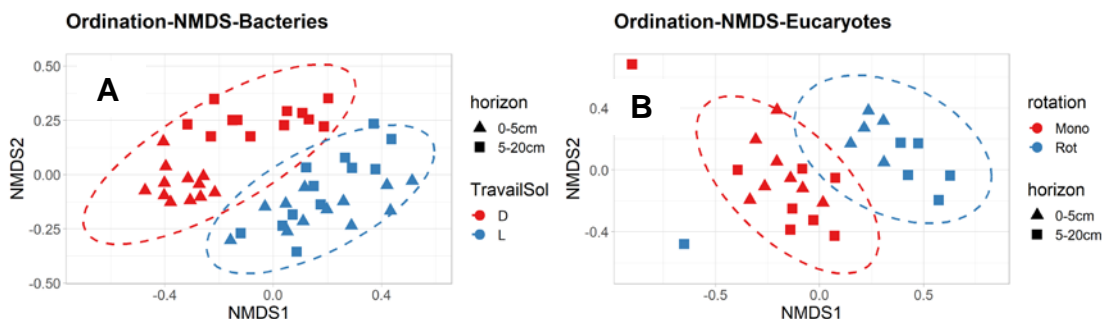 Ordination-NMDS-Bacteries
A
0.50
0.25
0.00
-0.25
-0.50
NMDS2
-0.4
0.0
0.4
NMDS1
horizon
0-5cm
5-20cm
TravailSol
D
L
Ordination-NMDS-Eucaryotes
B
0.4
0.0
-0.4
NMDS2
-0.5
0.0
0.5
NMDS1
rotation
Mono
Rot
horizon
0-5cm
5-20cm